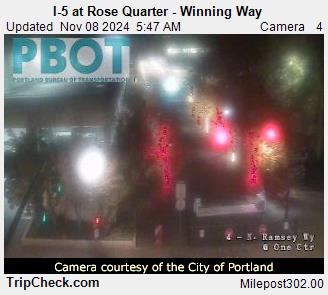 I-5 at Rose Quarter - Winning Way
Updated Nov 08 2024 5:47 AM Camera 4
PBOT
PORTLAND BUREAU OF TRANSPORTATION
4 - N. Ramsey Wy
@ One Ctr
Camera courtesy of the City of Portland
TripCheck.com Milepost302.00